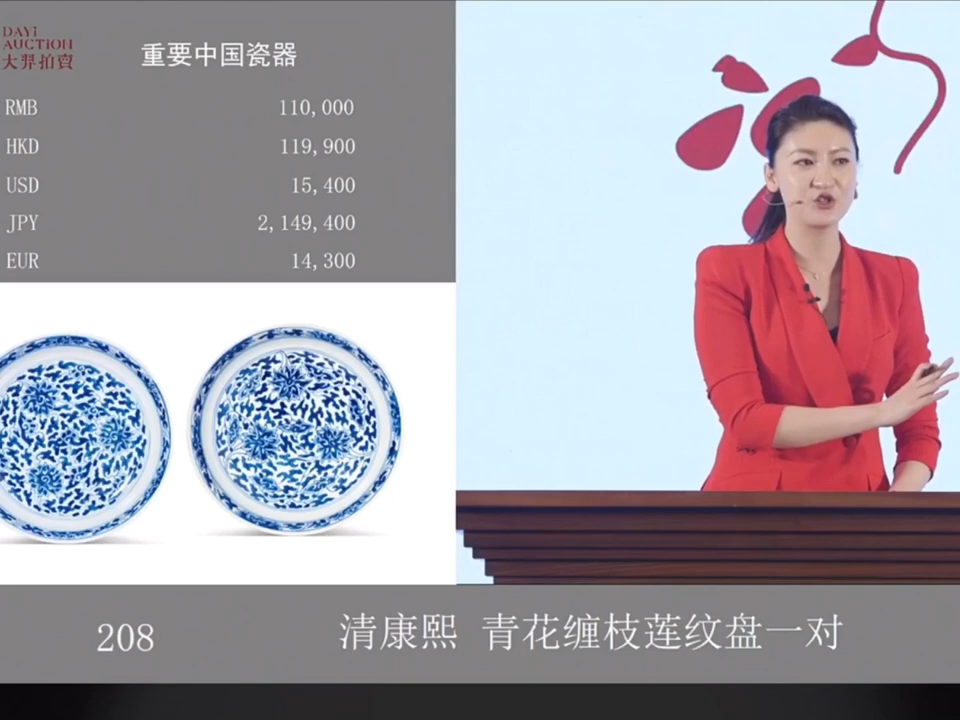 DAYi
AUCTION
大羿拍賣
重要中国瓷器
RMB 110,000
HKD 119,900
USD 15,400
JPY 2,149,400
EUR 14,300
208 清康熙 青花缠枝莲纹盘一对